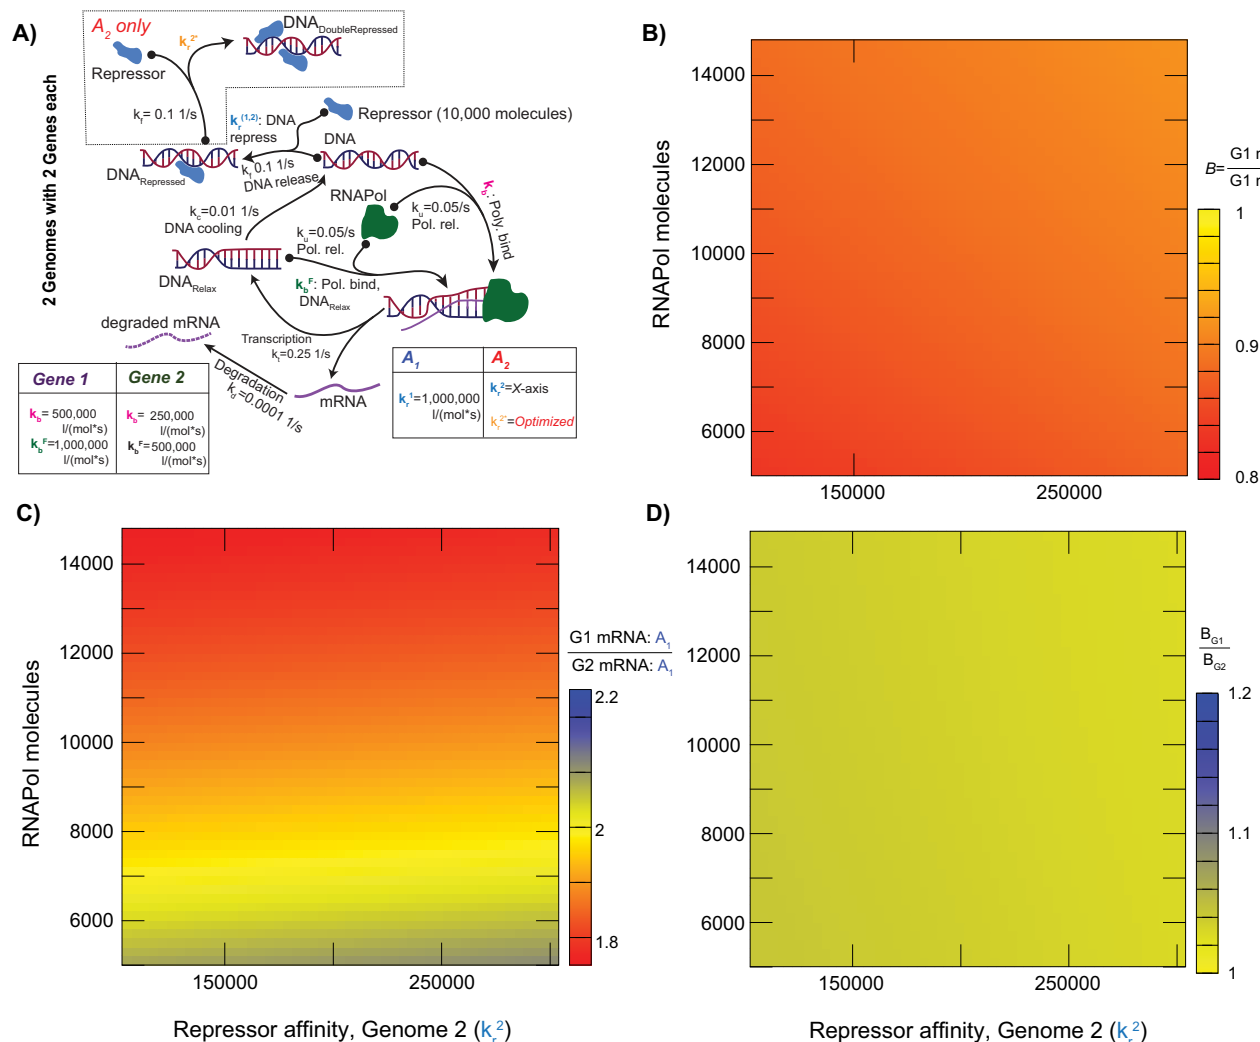 A)
2 Genomes with 2 Genes each
A2 only
kr2*
DNADoubleRepressed
Repressor
kf= 0.1 1/s
kr(1,2): DNA
repress
Repressor (10,000 molecules)
DNA
DNARepressed
kf 0.1 1/s
DNA release
RNAPol
kb: Poly. bind
ku=0.05/s
Pol. rel.
kc=0.01 1/s
DNA cooling
ku=0.05/s
Pol. rel.
DNARelax
kbF: Pol. bind,
DNARelax
degraded mRNA
Transcription
kt=0.25 1/s
Degradation
kd=0.0001 1/s
mRNA
Gene 1
Gene 2
kb= 500,000
l/(mol*s)
kbF=1,000,000
l/(mol*s)
kb= 250,000
l/(mol*s)
kbF=500,000
l/(mol*s)
A1
A2
kr1=1,000,000
l/(mol*s)
kr2=X-axis
kr2*=Optimized
B)
RNAPol molecules
14000
12000
10000
8000
6000
150000
250000
B=
G1
G1
1
0.9
0.8
C)
RNAPol molecules
14000
12000
10000
8000
6000
150000
250000
Repressor affinity, Genome 2 (kr2)
G1 mRNA: A1
G2 mRNA: A1
2.2
2
1.8
D)
14000
12000
10000
8000
6000
150000
250000
Repressor affinity, Genome 2 (kr2)
BG1
BG2
1.2
1.1
1